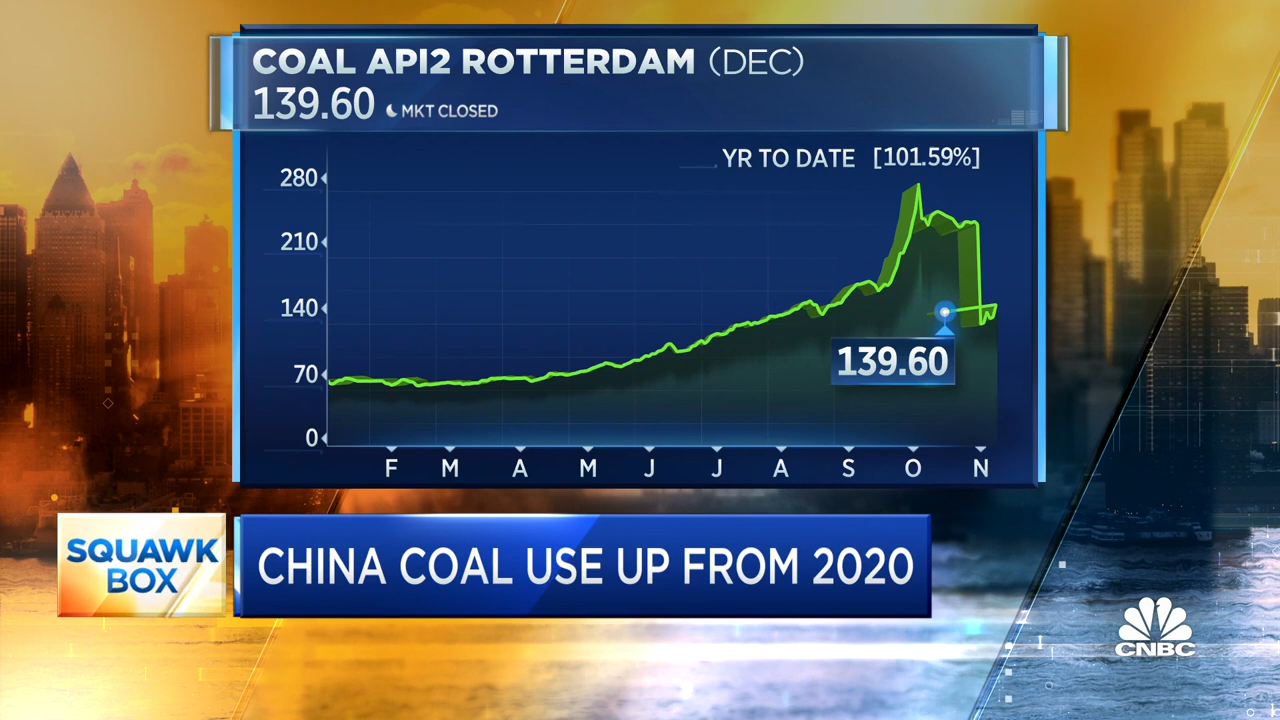 COAL API2 ROTTERDAM (DEC)
139.60 MKT CLOSED
YR TO DATE [101.59%]
280
210
140
70
0
139.60
F M A M J J A S O N
SQUAWK
BOX
CHINA COAL USE UP FROM 2020
CNBC